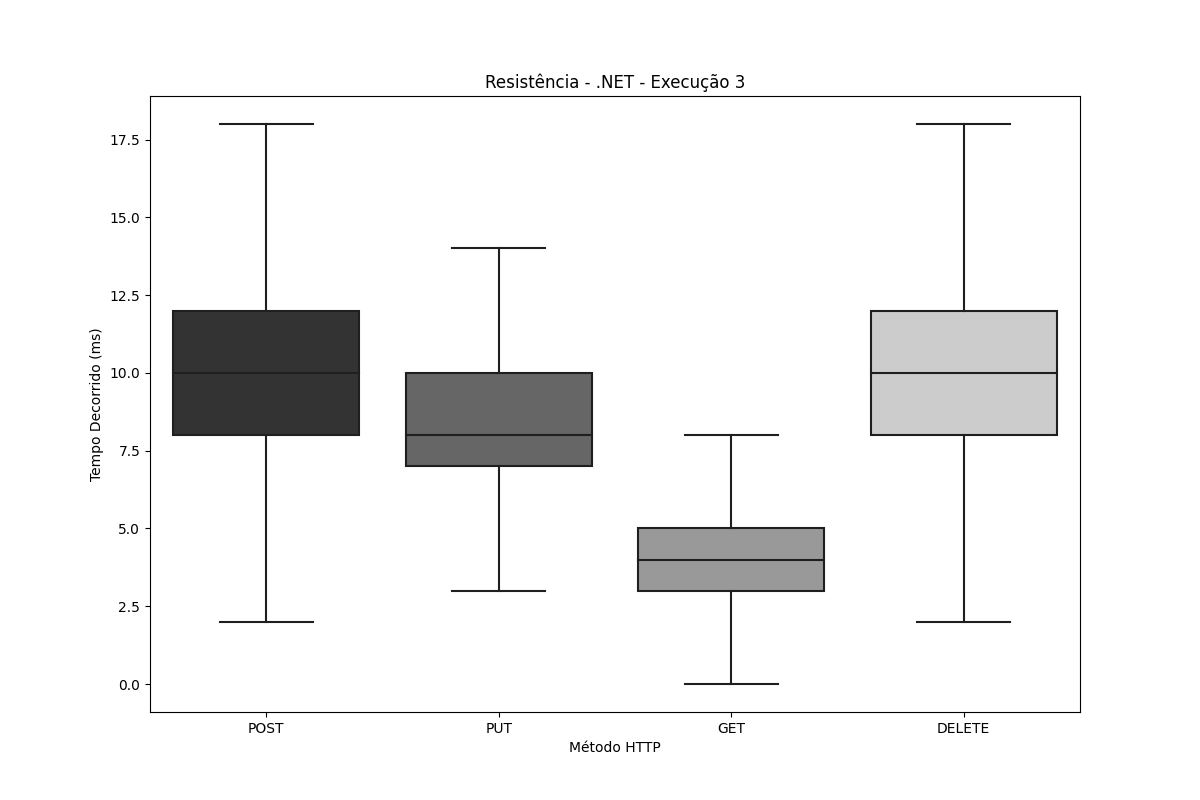 Resistência - .NET - Execução 3
Tempo Decorrido (ms)
17.5
15.0
12.5
10.0
7.5
5.0
2.5
0.0
POST PUT GET DELETE
Método HTTP